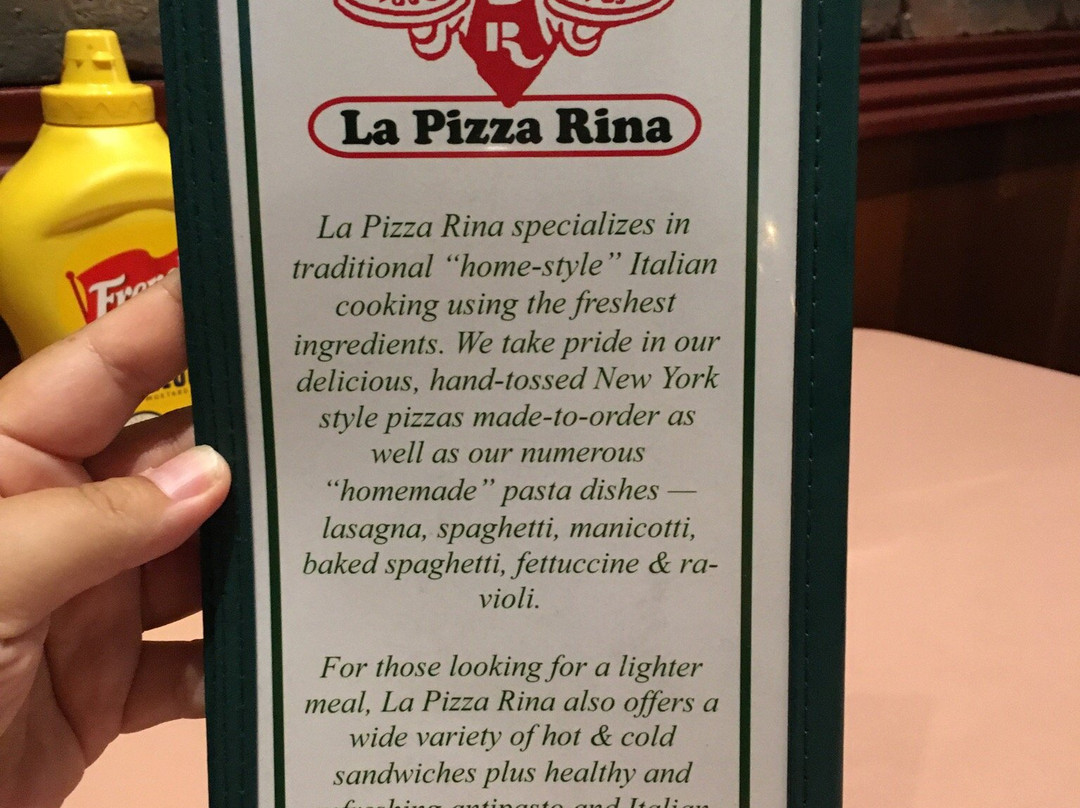 R
La Pizza Rina
La Pizza Rina specializes in
traditional “home-style” Italian
cooking using the freshest
ingredients. We take pride in our
delicious, hand-tossed New York
style pizzas made-to-order as
well as our numerous
“homemade” pasta dishes —
lasagna, spaghetti, manicotti,
baked spaghetti, fettuccine & ra-
violi.
For those looking for a lighter
meal, La Pizza Rina also offers a
wide variety of hot & cold
sandwiches plus healthy and
antipasto and Italian